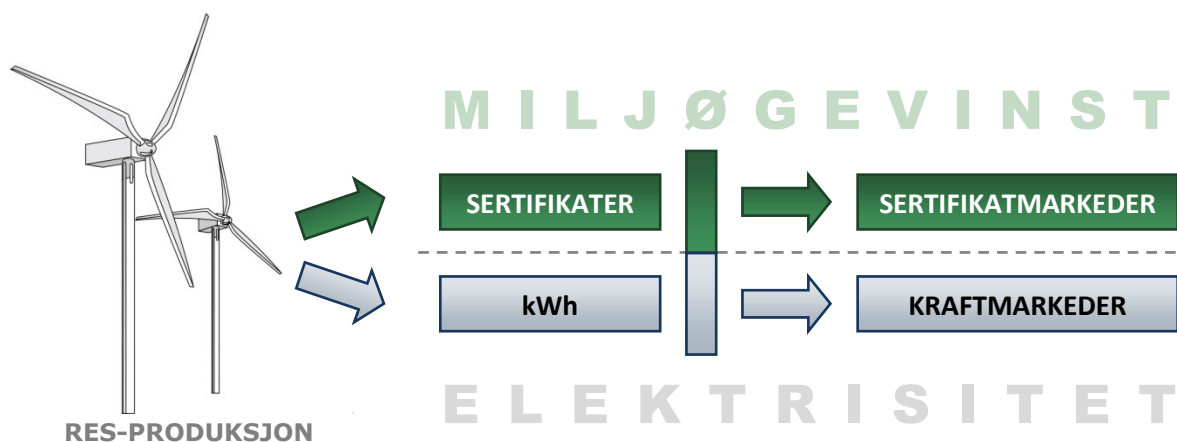 MILJØGEVINST
SERTIFIKATER
SERTIFIKATMARKEDER
kWh
KRAFTMARKEDER
ELEKTRISITET
RES-PRODUKSJON